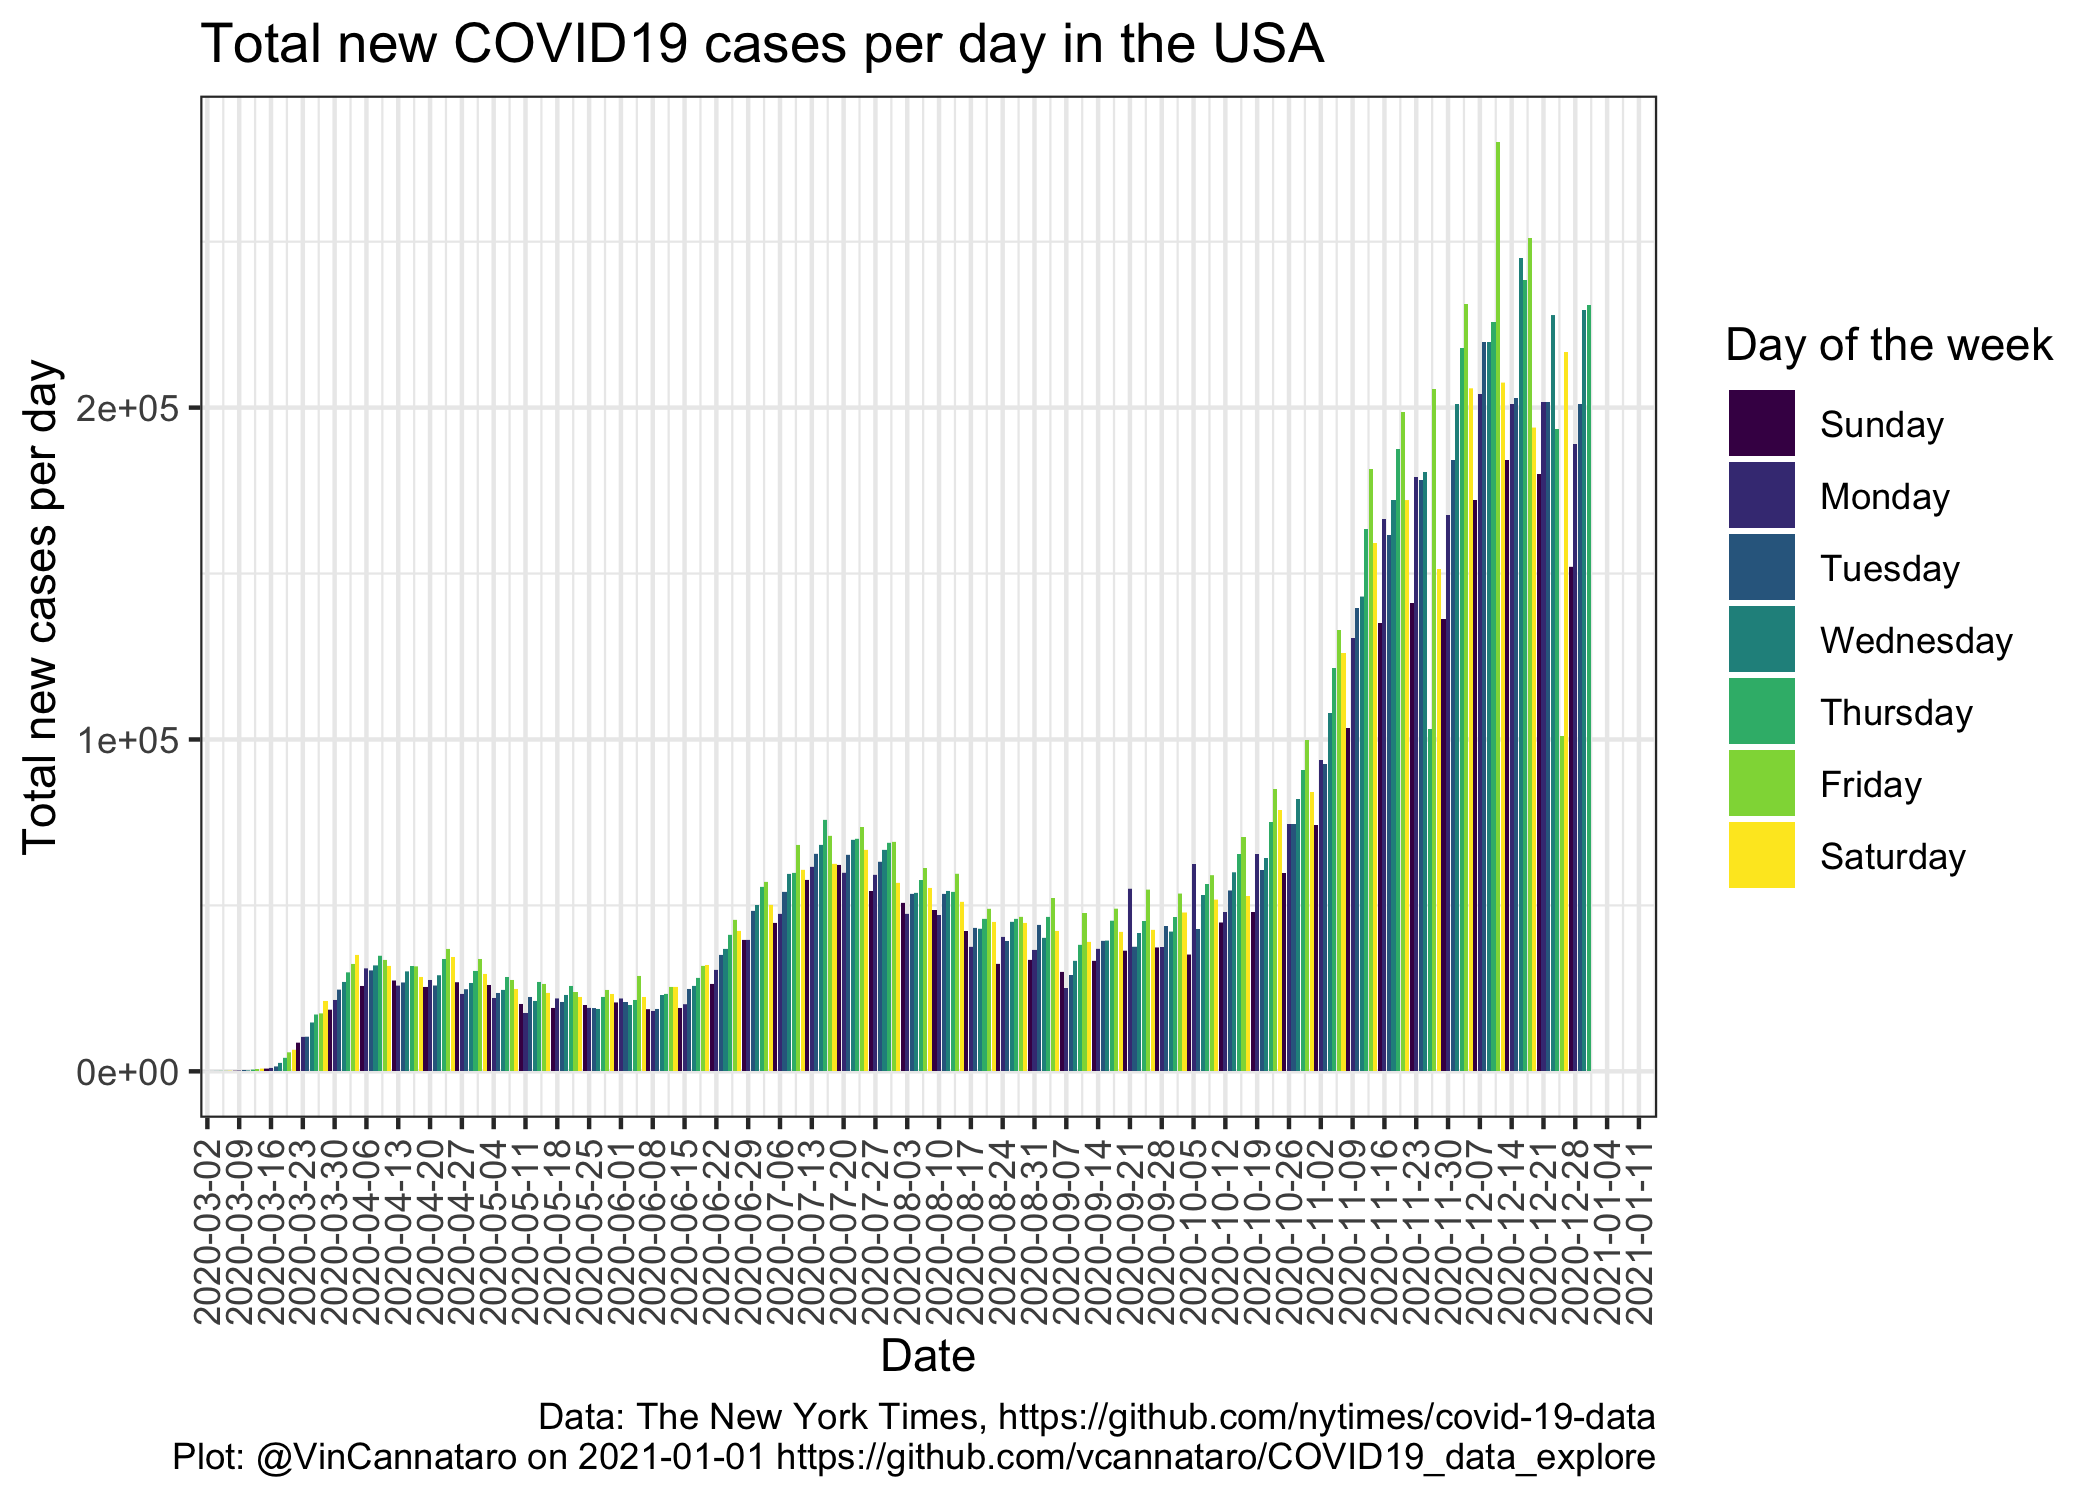 Total new COVID19 cases per day in the USA
Total new cases per day
2e+05
1e+05
0e+00
2020-03-02
2020-03-09
2020-03-16
2020-03-23
2020-03-30
2020-04-06
2020-04-13
2020-04-20
2020-04-27
2020-05-04
2020-05-11
2020-05-18
2020-05-25
2020-06-01
2020-06-08
2020-06-15
2020-06-22
2020-06-29
2020-07-06
2020-07-13
2020-07-20
2020-07-27
2020-08-03
2020-08-10
2020-08-17
2020-08-24
2020-08-31
2020-09-07
2020-09-14
2020-09-21
2020-09-28
2020-10-05
2020-10-12
2020-10-19
2020-10-26
2020-11-02
2020-11-09
2020-11-16
2020-11-23
2020-11-30
2020-12-07
2020-12-14
2020-12-21
2020-12-28
2021-01-04
2021-01-11
Date
Day of the week
Sunday
Monday
Tuesday
Wednesday
Thursday
Friday
Saturday
Data: The New York Times, https://github.com/nytimes/covid-19-data
Plot: @VinCannataro on 2021-01-01 https://github.com/vcannataro/COVID19_data_explore